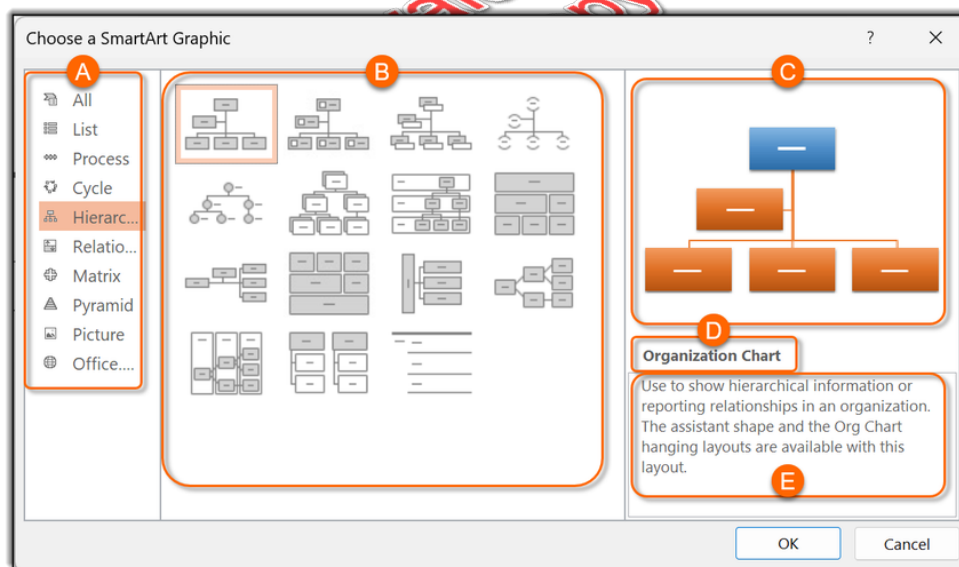 Choose a SmartArt Graphic
?
A
B
C
All
List
Process
Cycle
Hierarc...
Relatio...
Matrix
Pyramid
Picture
Office....
D
Organization Chart
Use to show hierarchical information or
reporting relationships in an organization.
The assistant shape and the Org Chart
hanging layouts are available with this
layout.
E
OK
Cancel